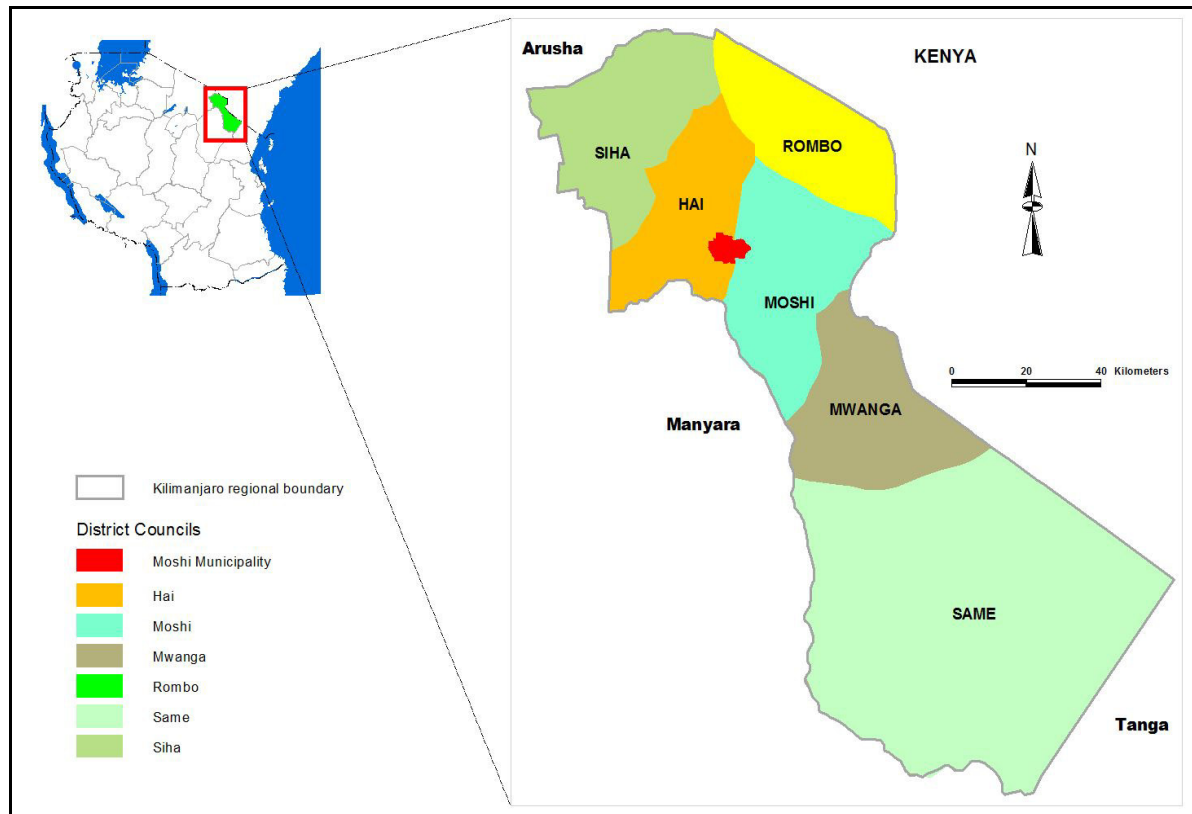 Arusha
KENYA
ROMBO
SIHA
N
HAI
MOSHI
0 20 40 Kilometers
MWANGA
Manyara
SAME
Tanga
Kilimanjaro regional boundary
District Councils
Moshi Municipality
Hai
Moshi
Mwanga
Rombo
Same
Siha